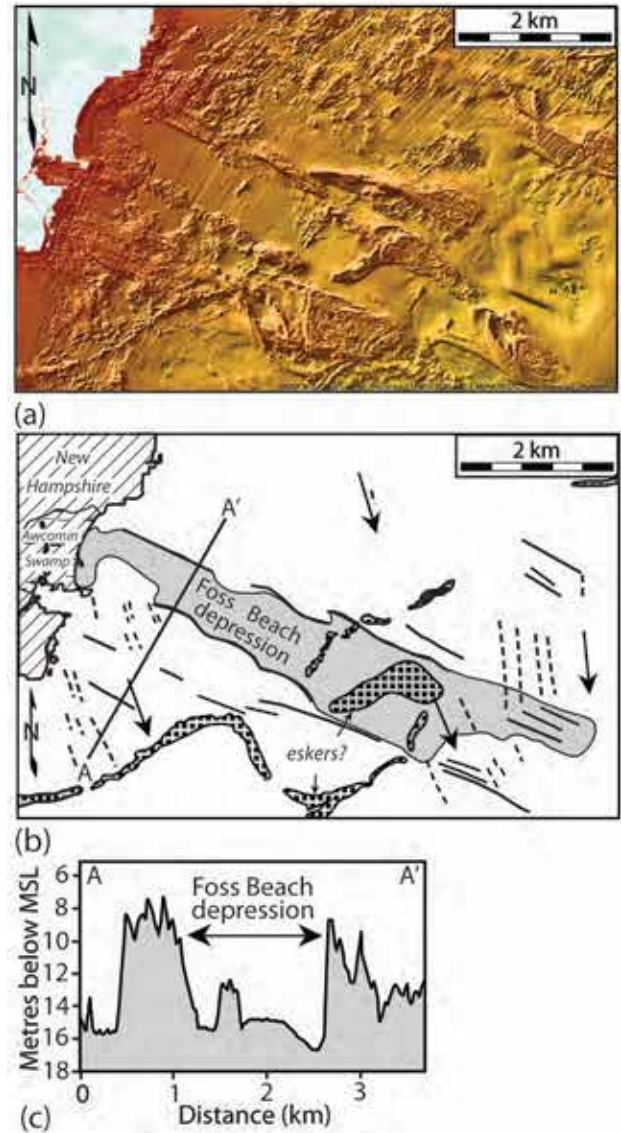 2 km
N
(a)
2 km
New
Hampshire
Awcomin
Swamp
A'
Foss Beach
depression
N
A
eskers?
(b)
6 A A'
Foss Beach
depression
8
10
12
14
16
18
Metres below MSL
0 1 2 3
(c) Distance (km)